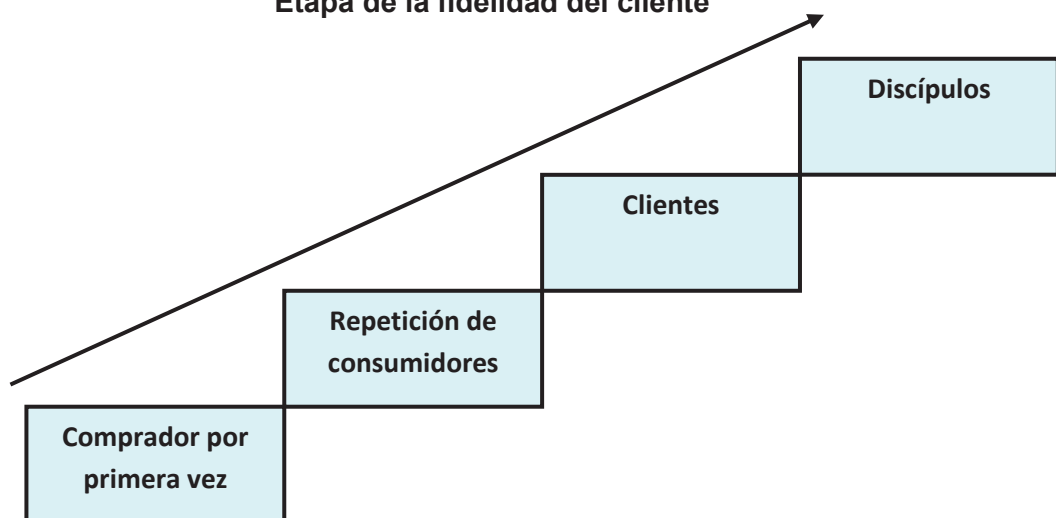 Etapa de la fidelidad del cliente
Discípulos
Clientes
Repetición de
consumidores
Comprador por
primera vez